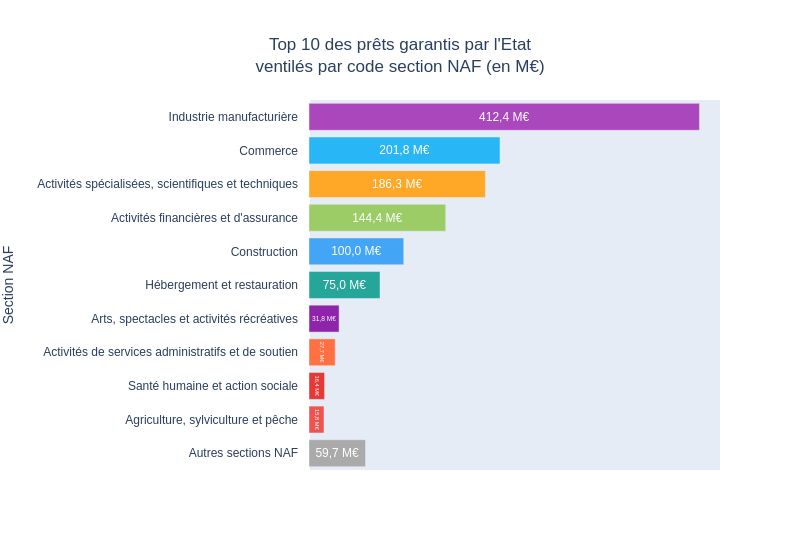 Top 10 des prêts garantis par l'Etat
ventilés par code section NAF (en M€)
Section NAF
Industrie manufacturière 412,4 M€
Commerce 201,8 M€
Activités spécialisées, scientifiques et techniques 186,3 M€
Activités financières et d'assurance 144,4 M€
Construction 100,0 M€
Hébergement et restauration 75,0 M€
Arts, spectacles et activités récréatives 31,8 M€
Activités de services administratifs et de soutien
Santé humaine et action sociale
Agriculture, sylviculture et pêche
Autres sections NAF 59,7 M€